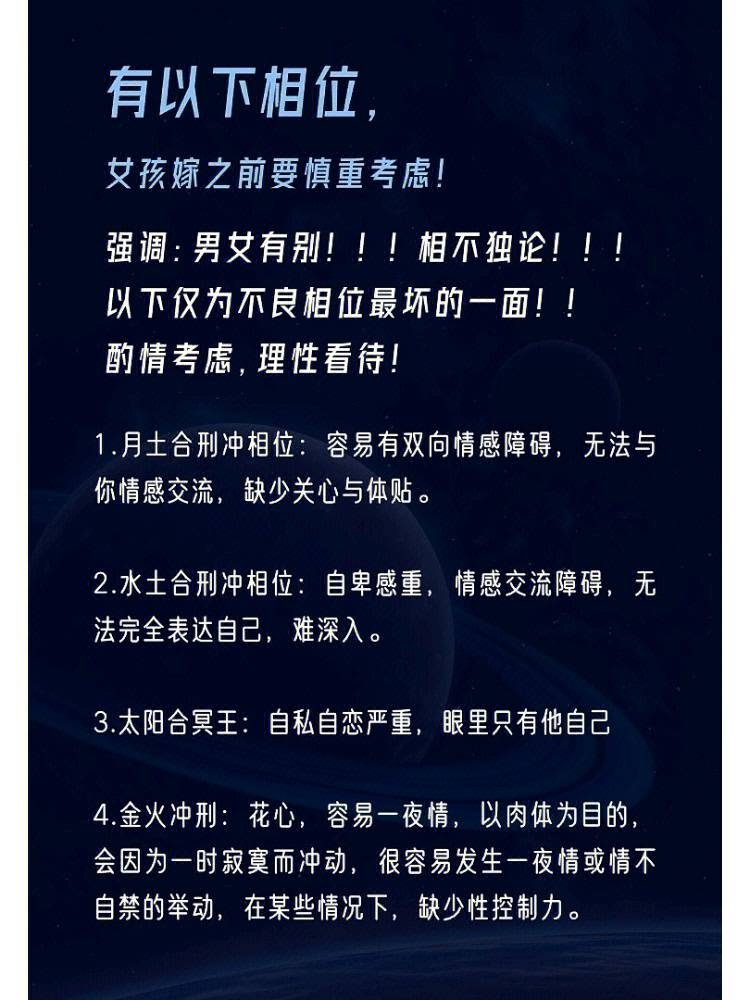 有以下相位，
女孩嫁之前要慎重考虑！
强调：男女有别！！！相不独论！！！
以下仅为不良相位最坏的一面！！
酌情考虑，理性看待！
1.月土合刑冲相位：容易有双向情感障碍，无法与
你情感交流，缺少关心与体贴。
2.水土合刑冲相位：自卑感重，情感交流障碍，无
法完全表达自己，难深入。
3.太阳合冥王：自私自恋严重，眼里只有他自己
4.金火冲刑：花心，容易一夜情，以肉体为目的，
会因为一时寂寞而冲动，很容易发生一夜情或情不
自禁的举动，在某些情况下，缺少性控制力。